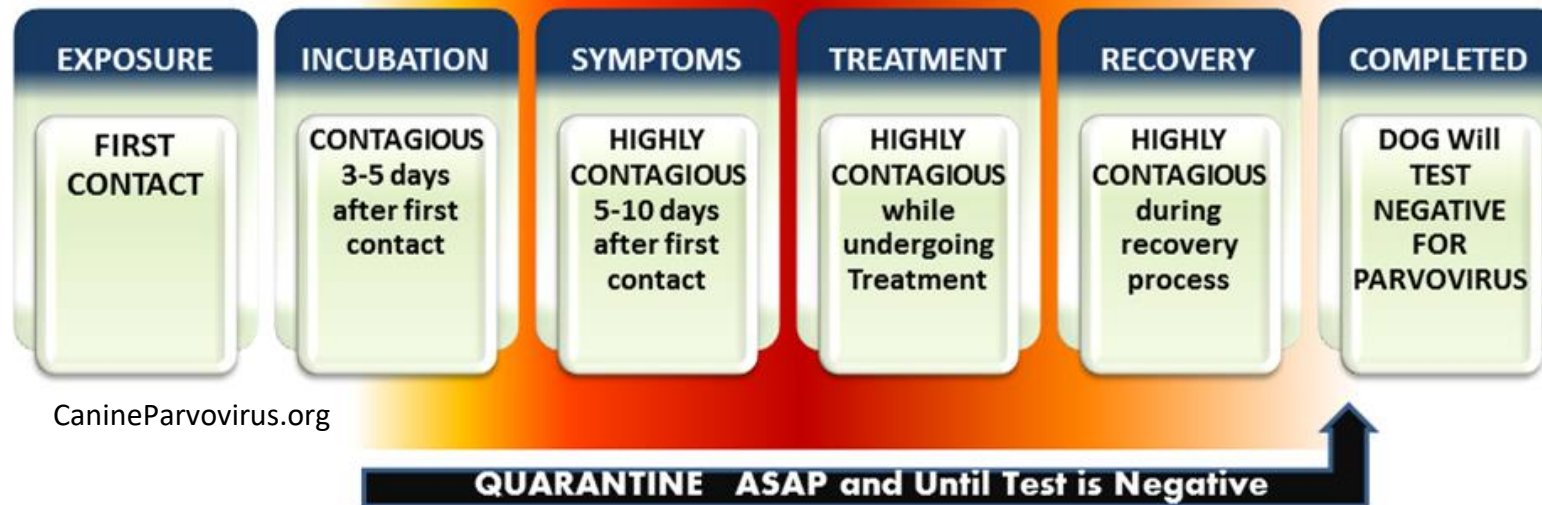 EXPOSURE
FIRST
CONTACT
INCUBATION
CONTAGIOUS
3-5 days
after first
contact
SYMPTOMS
HIGHLY
CONTAGIOUS
5-10 days
after first
contact
TREATMENT
HIGHLY
CONTAGIOUS
while
undergoing
Treatment
RECOVERY
HIGHLY
CONTAGIOUS
during
recovery
process
COMPLETED
DOG Will
TEST
NEGATIVE
FOR
PARVOVIRUS
CanineParvovirus.org
QUARANTINE ASAP and Until Test is Negative